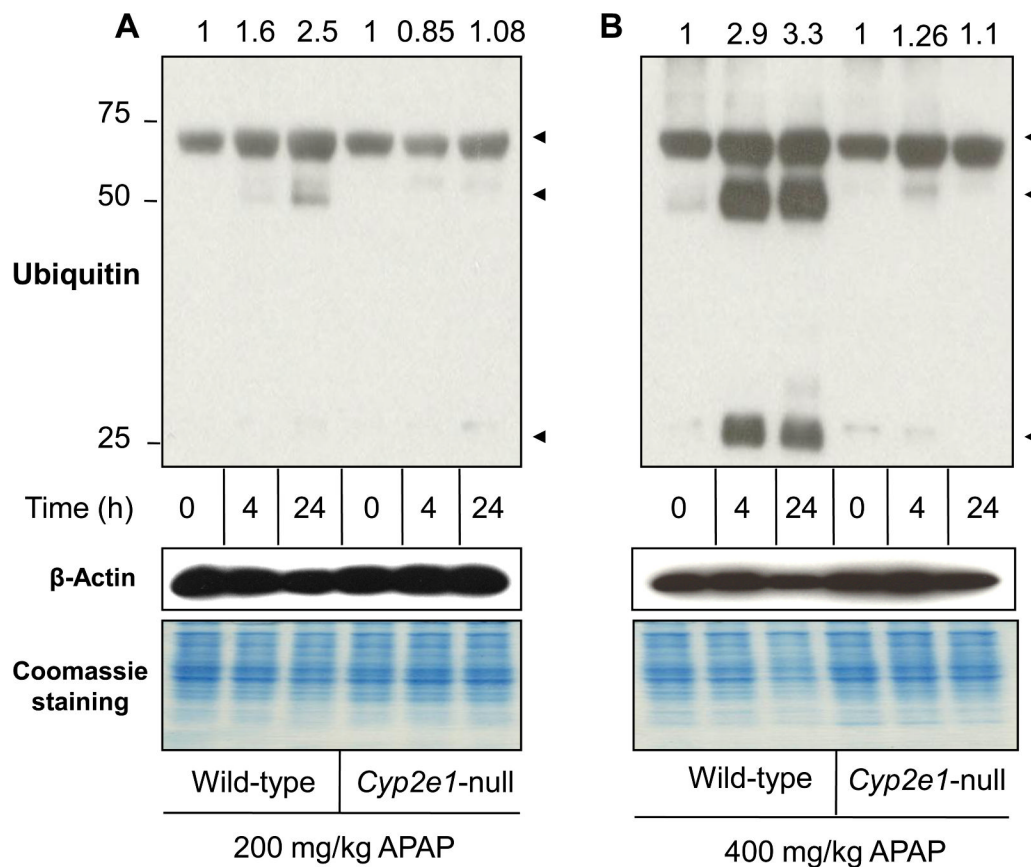 A
1 1.6 2.5 1 0.85 1.08
B
1 2.9 3.3 1 1.26 1.1
75
50
Ubiquitin
25
Time (h) 0 4 24 0 4 24
0 4 24 0 4 24
β-Actin
Coomassie
staining
Wild-type Cyp2e1-null
Wild-type Cyp2e1-null
200 mg/kg APAP
400 mg/kg APAP